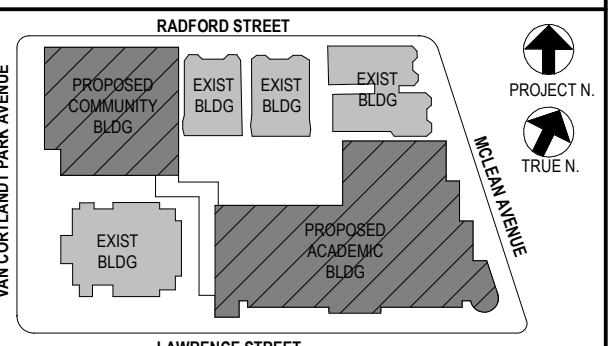 RADFORD STREET
PROJECT N.
TRUE N.
VAN CORTLANDT PARK AVENUE
PROPOSED
COMMUNITY
BLDG
EXIST
BLDG
EXIST
BLDG
EXIST
BLDG
MCLEAN AVENUE
EXIST
BLDG
PROPOSED
ACADEMIC
BLDG
LAWRENCE STREET